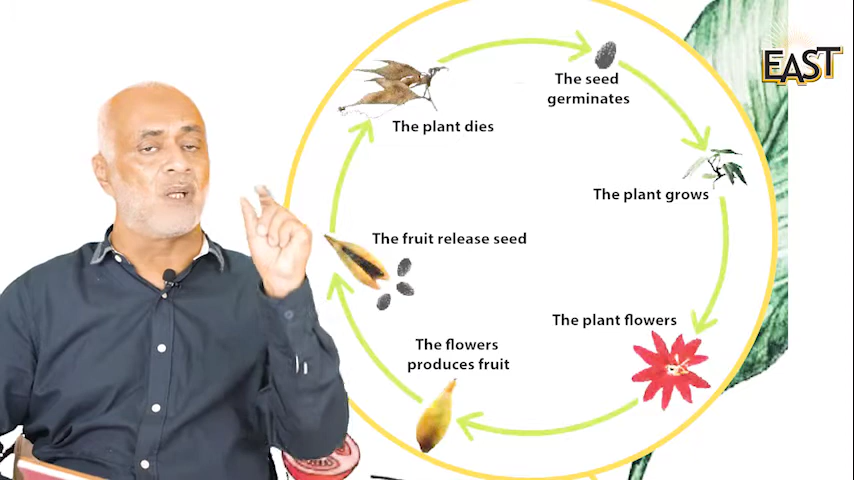 EAST
The seed
germinates
The plant dies
The plant grows
The fruit release seed
The plant flowers
The flowers
produces fruit